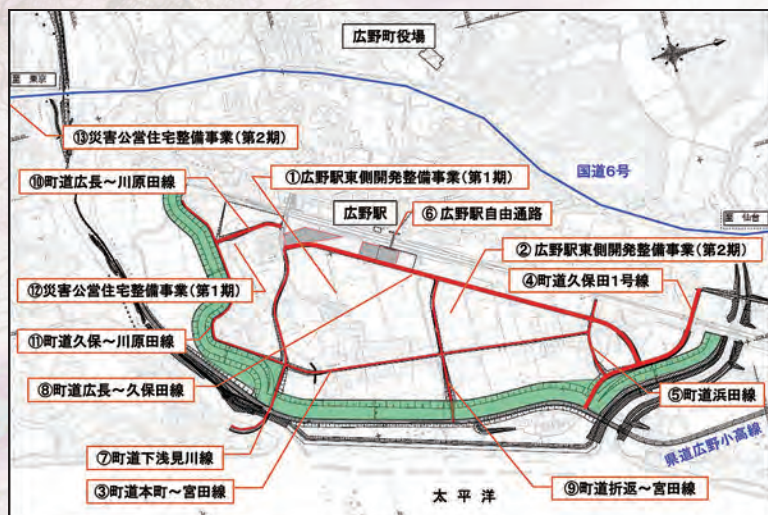 広野町役場
至 東京
⑬災害公営住宅整備事業(第2期)
国道6号
⑩町道広長～川原田線
①広野駅東側開発整備事業(第1期)
広野駅
⑥広野駅自由通路
至 仙台
②広野駅東側開発整備事業(第2期)
④町道久保田1号線
⑫災害公営住宅整備事業(第1期)
⑪町道久保～川原田線
⑧町道広長～久保田線
⑤町道浜田線
県道広野小高線
⑦町道下浅見川線
③町道本町～宮田線
太平洋
⑨町道折返～宮田線